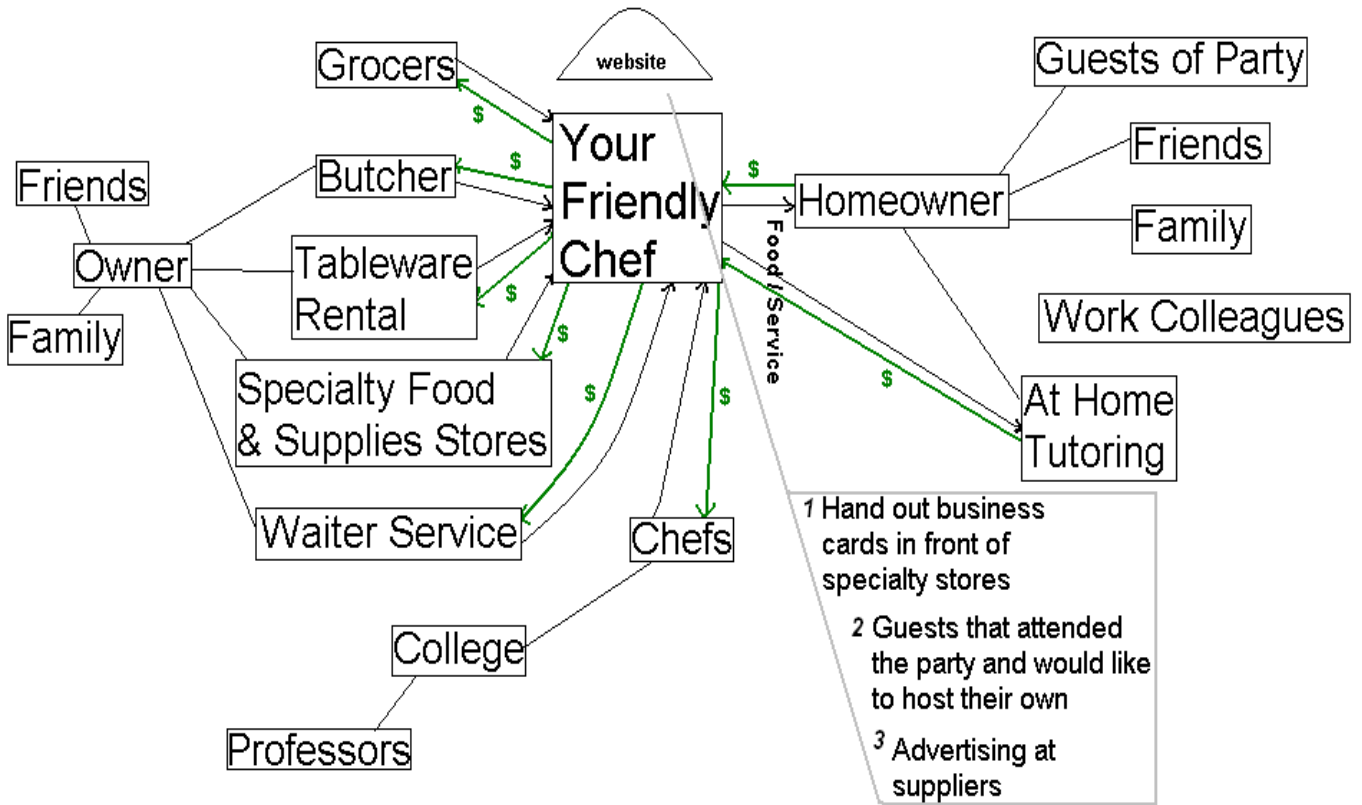 website
Grocers
$
Your
Friendly
Chef
Guests of Party
Friends
Butcher
$
$
Homeowner
Friends
Family
Owner
Tableware
Rental
$
Food / Service
Family
Work Colleagues
Specialty Food
& Supplies Stores
$
$
$
$
At Home
Tutoring
Waiter Service
Chefs
College
Professors
1 Hand out business
cards in front of
specialty stores
2 Guests that attended
the party and would like
to host their own
3 Advertising at
suppliers